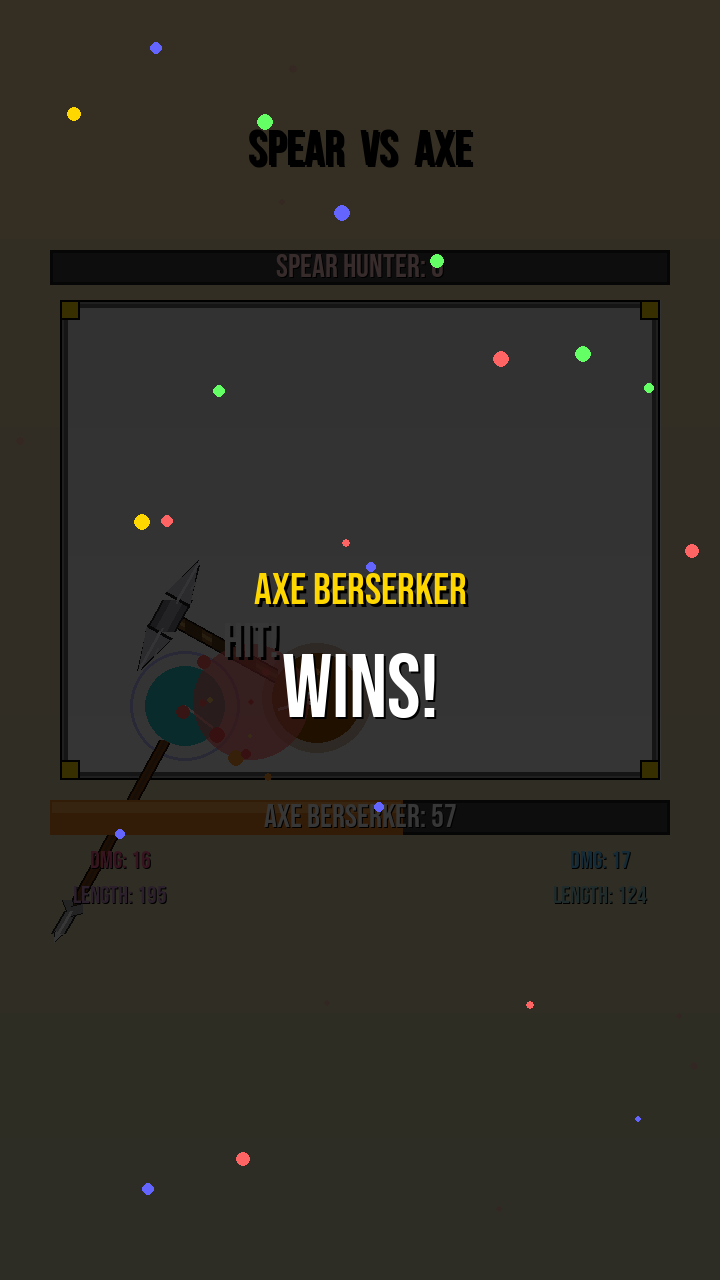 SPEAR VS AXE
SPEAR HUNTER: 0
AXE BERSERKER
HIT!
WINS!
AXE BERSERKER: 57
DMG: 16
DMG: 17
LENGTH: 195
LENGTH: 124